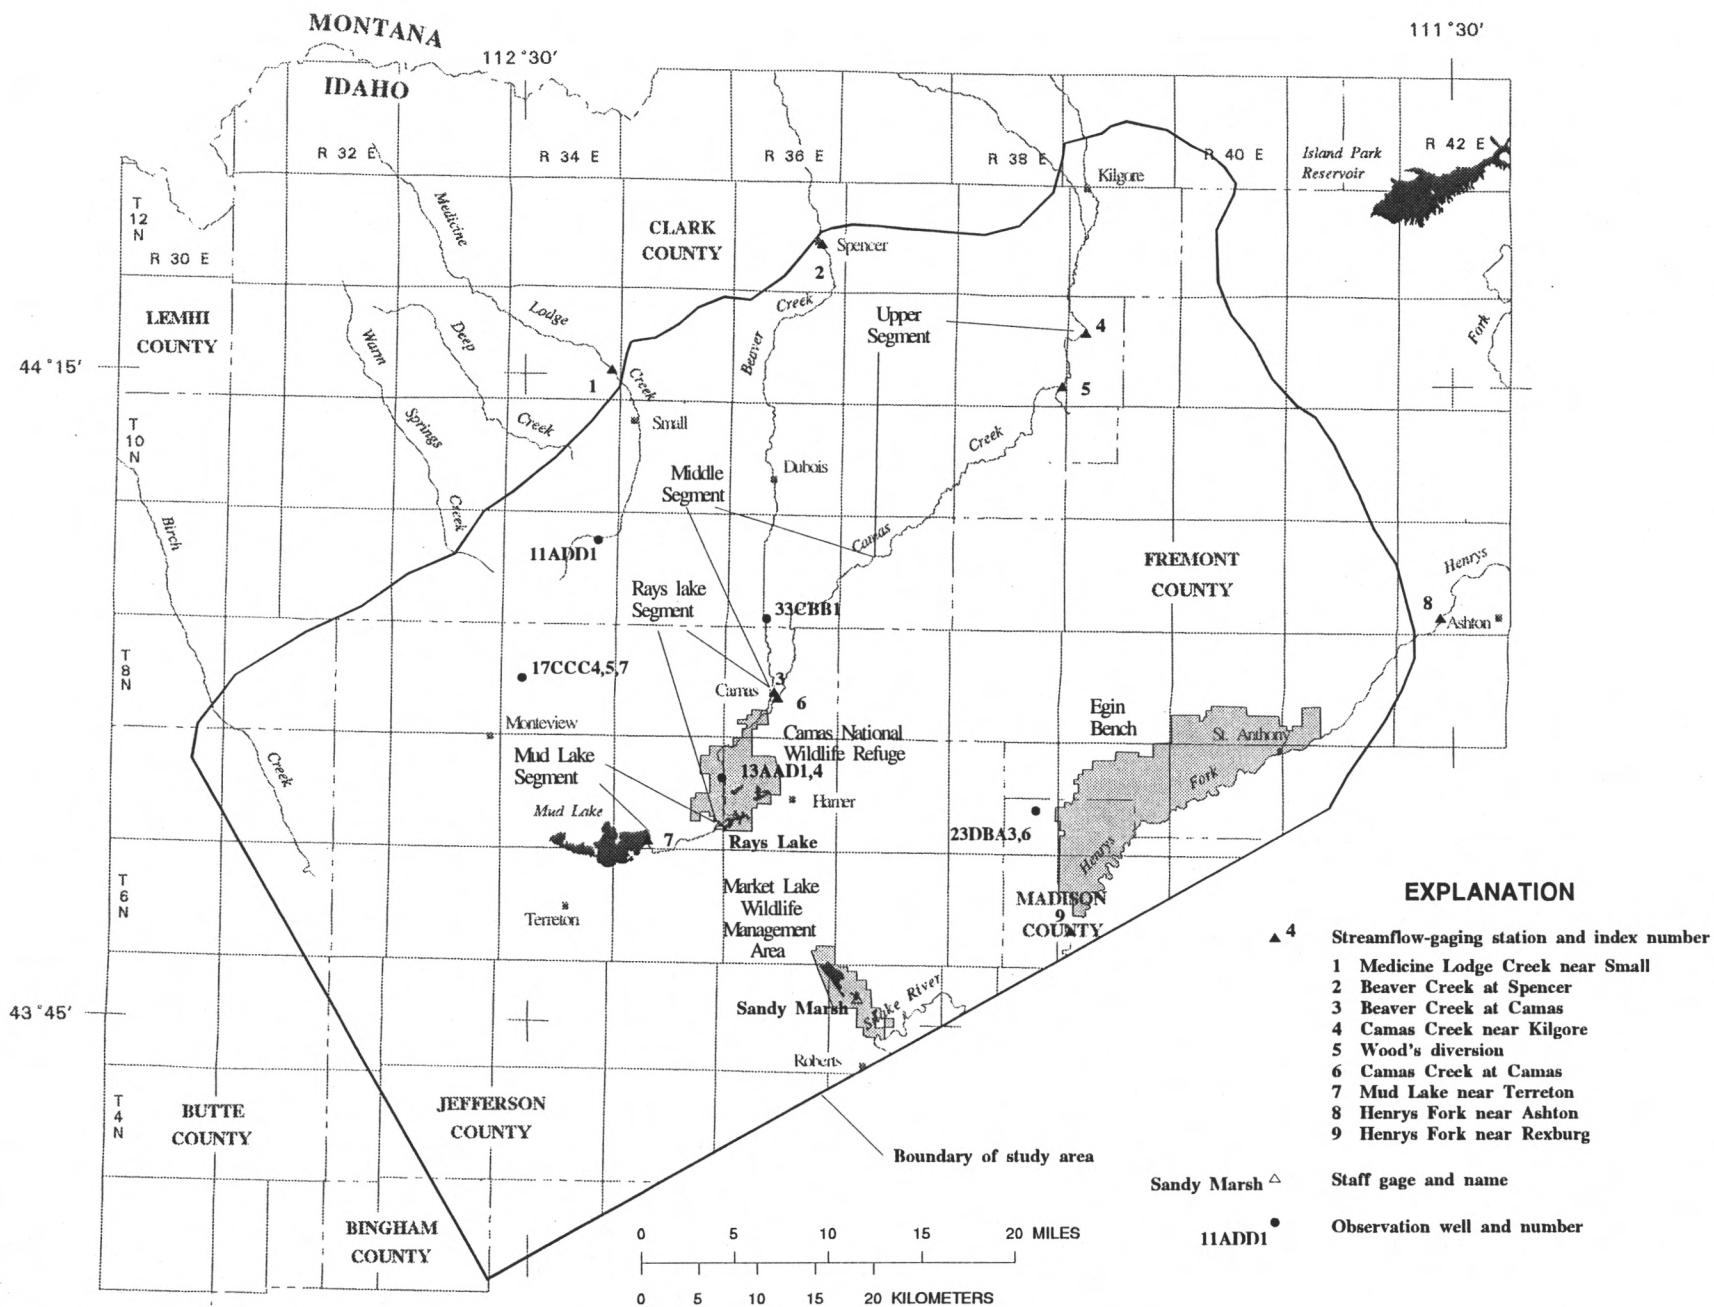 MONTANA
IDAHO
112°30'
111°30'
R 32 E
R 34 E
R 36 E
R 38 E
R 40 E
R 42 E
Island Park
Reservoir
Kilgore
T
12
N
R 30 E
Medicine
Lodge
Creek
CLARK
COUNTY
Spencer
2
Creek
Beaver
Upper
Segment
4
5
Fork
LEMHI
COUNTY
Warm
Springs
Creek
Deep
Creek
44°15'
1
Small
T
10
N
Birch
Creek
Middle
Segment
Dubois
Creek
Camas
11ADD1
FREMONT
COUNTY
Henrys
8
Ashton
Rays lake
Segment
33CBB1
T
8
N
17CCC4,5,7
Camas
3
6
Monteview
Mud Lake
Segment
Camas National
Wildlife Refuge
13AAD1,4
Hamer
Mud Lake
7
Rays Lake
Egin
Bench
St. Anthony
Fork
Henrys
23DBA3,6
T
6
N
Terreton
Market Lake
Wildlife
Management
Area
MADISON
9
COUNTY
Sandy Marsh
Snake River
43°45'
Roberts
T
4
N
BUTTE
COUNTY
JEFFERSON
COUNTY
BINGHAM
COUNTY
Boundary of study area
0 5 10 15 20 MILES
0 5 10 15 20 KILOMETERS
EXPLANATION
4 Streamflow-gaging station and index number
1 Medicine Lodge Creek near Small
2 Beaver Creek at Spencer
3 Beaver Creek at Camas
4 Camas Creek near Kilgore
5 Wood's diversion
6 Camas Creek at Camas
7 Mud Lake near Terreton
8 Henrys Fork near Ashton
9 Henrys Fork near Rexburg
Sandy Marsh Staff gage and name
11ADD1 Observation well and number